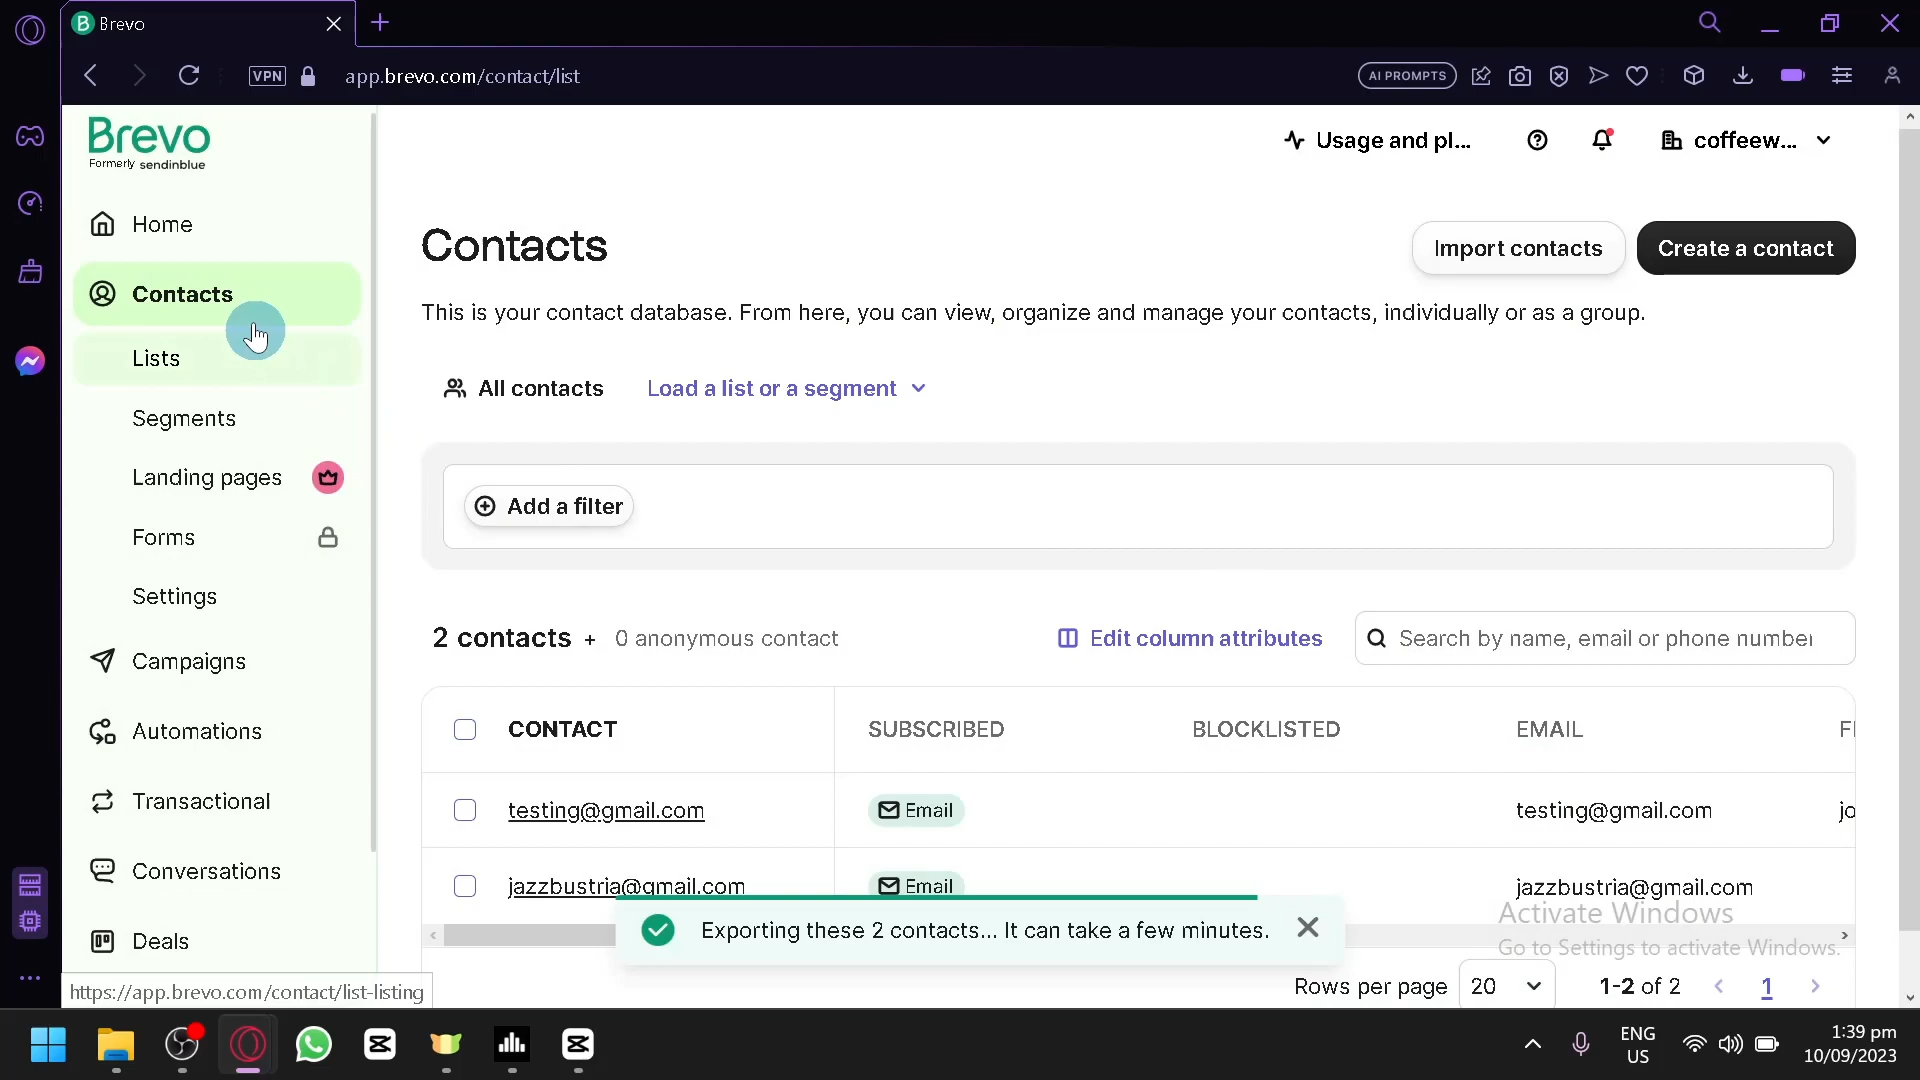 Brevo
VPN
app.brevo.com/contact/list
AI PROMPTS
Brevo
Formerly sendinblue
Usage and pl...
coffeew...
Home
Contacts
Lists
Segments
Landing pages
Forms
Settings
Campaigns
Automations
Transactional
Conversations
Deals
Contacts
Import contacts
Create a contact
This is your contact database. From here, you can view, organize and manage your contacts, individually or as a group.
All contacts
Load a list or a segment
Add a filter
2 contacts + 0 anonymous contact
Edit column attributes
Search by name, email or phone number
CONTACT SUBSCRIBED BLOCKLISTED EMAIL
testing@gmail.com Email testing@gmail.com jo
jazzbustria@gmail.com Email jazzbustria@gmail.com
Exporting these 2 contacts... It can take a few minutes.
Activate Windows
Go to Settings to activate Windows.
Rows per page 20 1-2 of 2 1
https://app.brevo.com/contact/list-listing
ENG
US
1:39 pm
10/09/2023